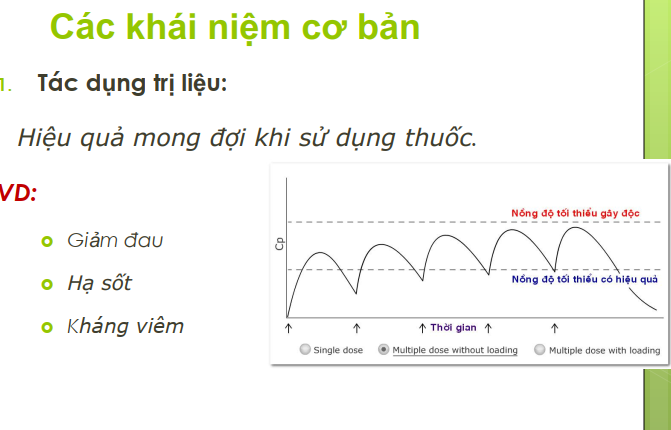 Các khái niệm cơ bản
1. Tác dụng trị liệu:
Hiệu quả mong đợi khi sử dụng thuốc.
VD:
Giảm đau
Hạ sốt
Kháng viêm
Nồng độ tối thiểu gây độc
Cp
Nồng độ tối thiểu có hiệu quả
Thời gian
Single dose Multiple dose without loading Multiple dose with loading